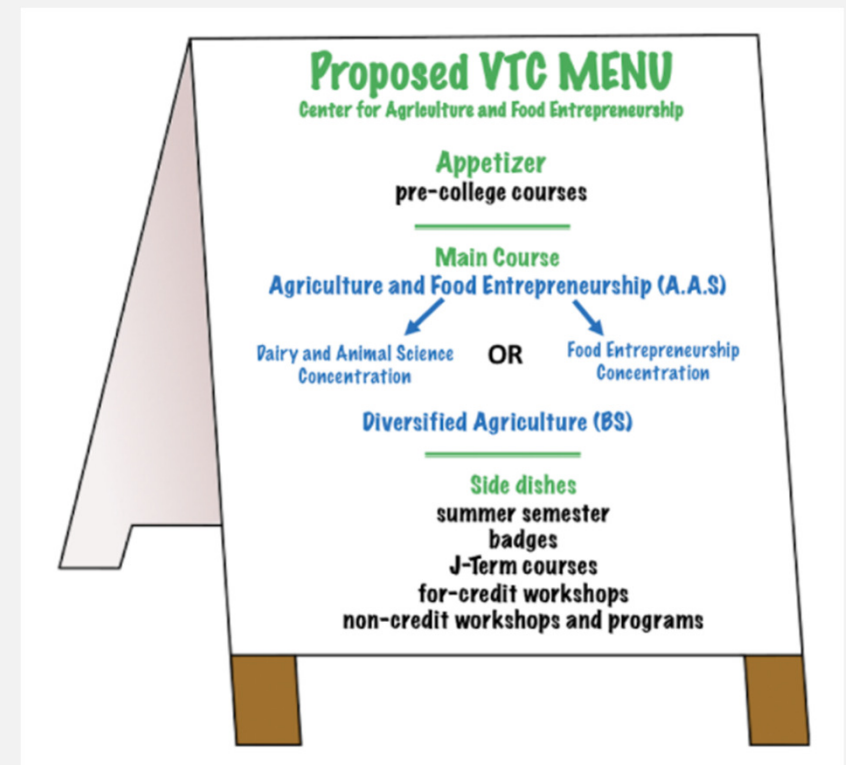 Proposed VTC MENU
Center for Agriculture and Food Entrepreneurship
Appetizer
pre-college courses
Main Course
Agriculture and Food Entrepreneurship (A.A.S)
Dairy and Animal Science
Concentration
OR
Food Entrepreneurship
Concentration
Diversified Agriculture (BS)
Side dishes
summer semester
badges
J-Term courses
for-credit workshops
non-credit workshops and programs